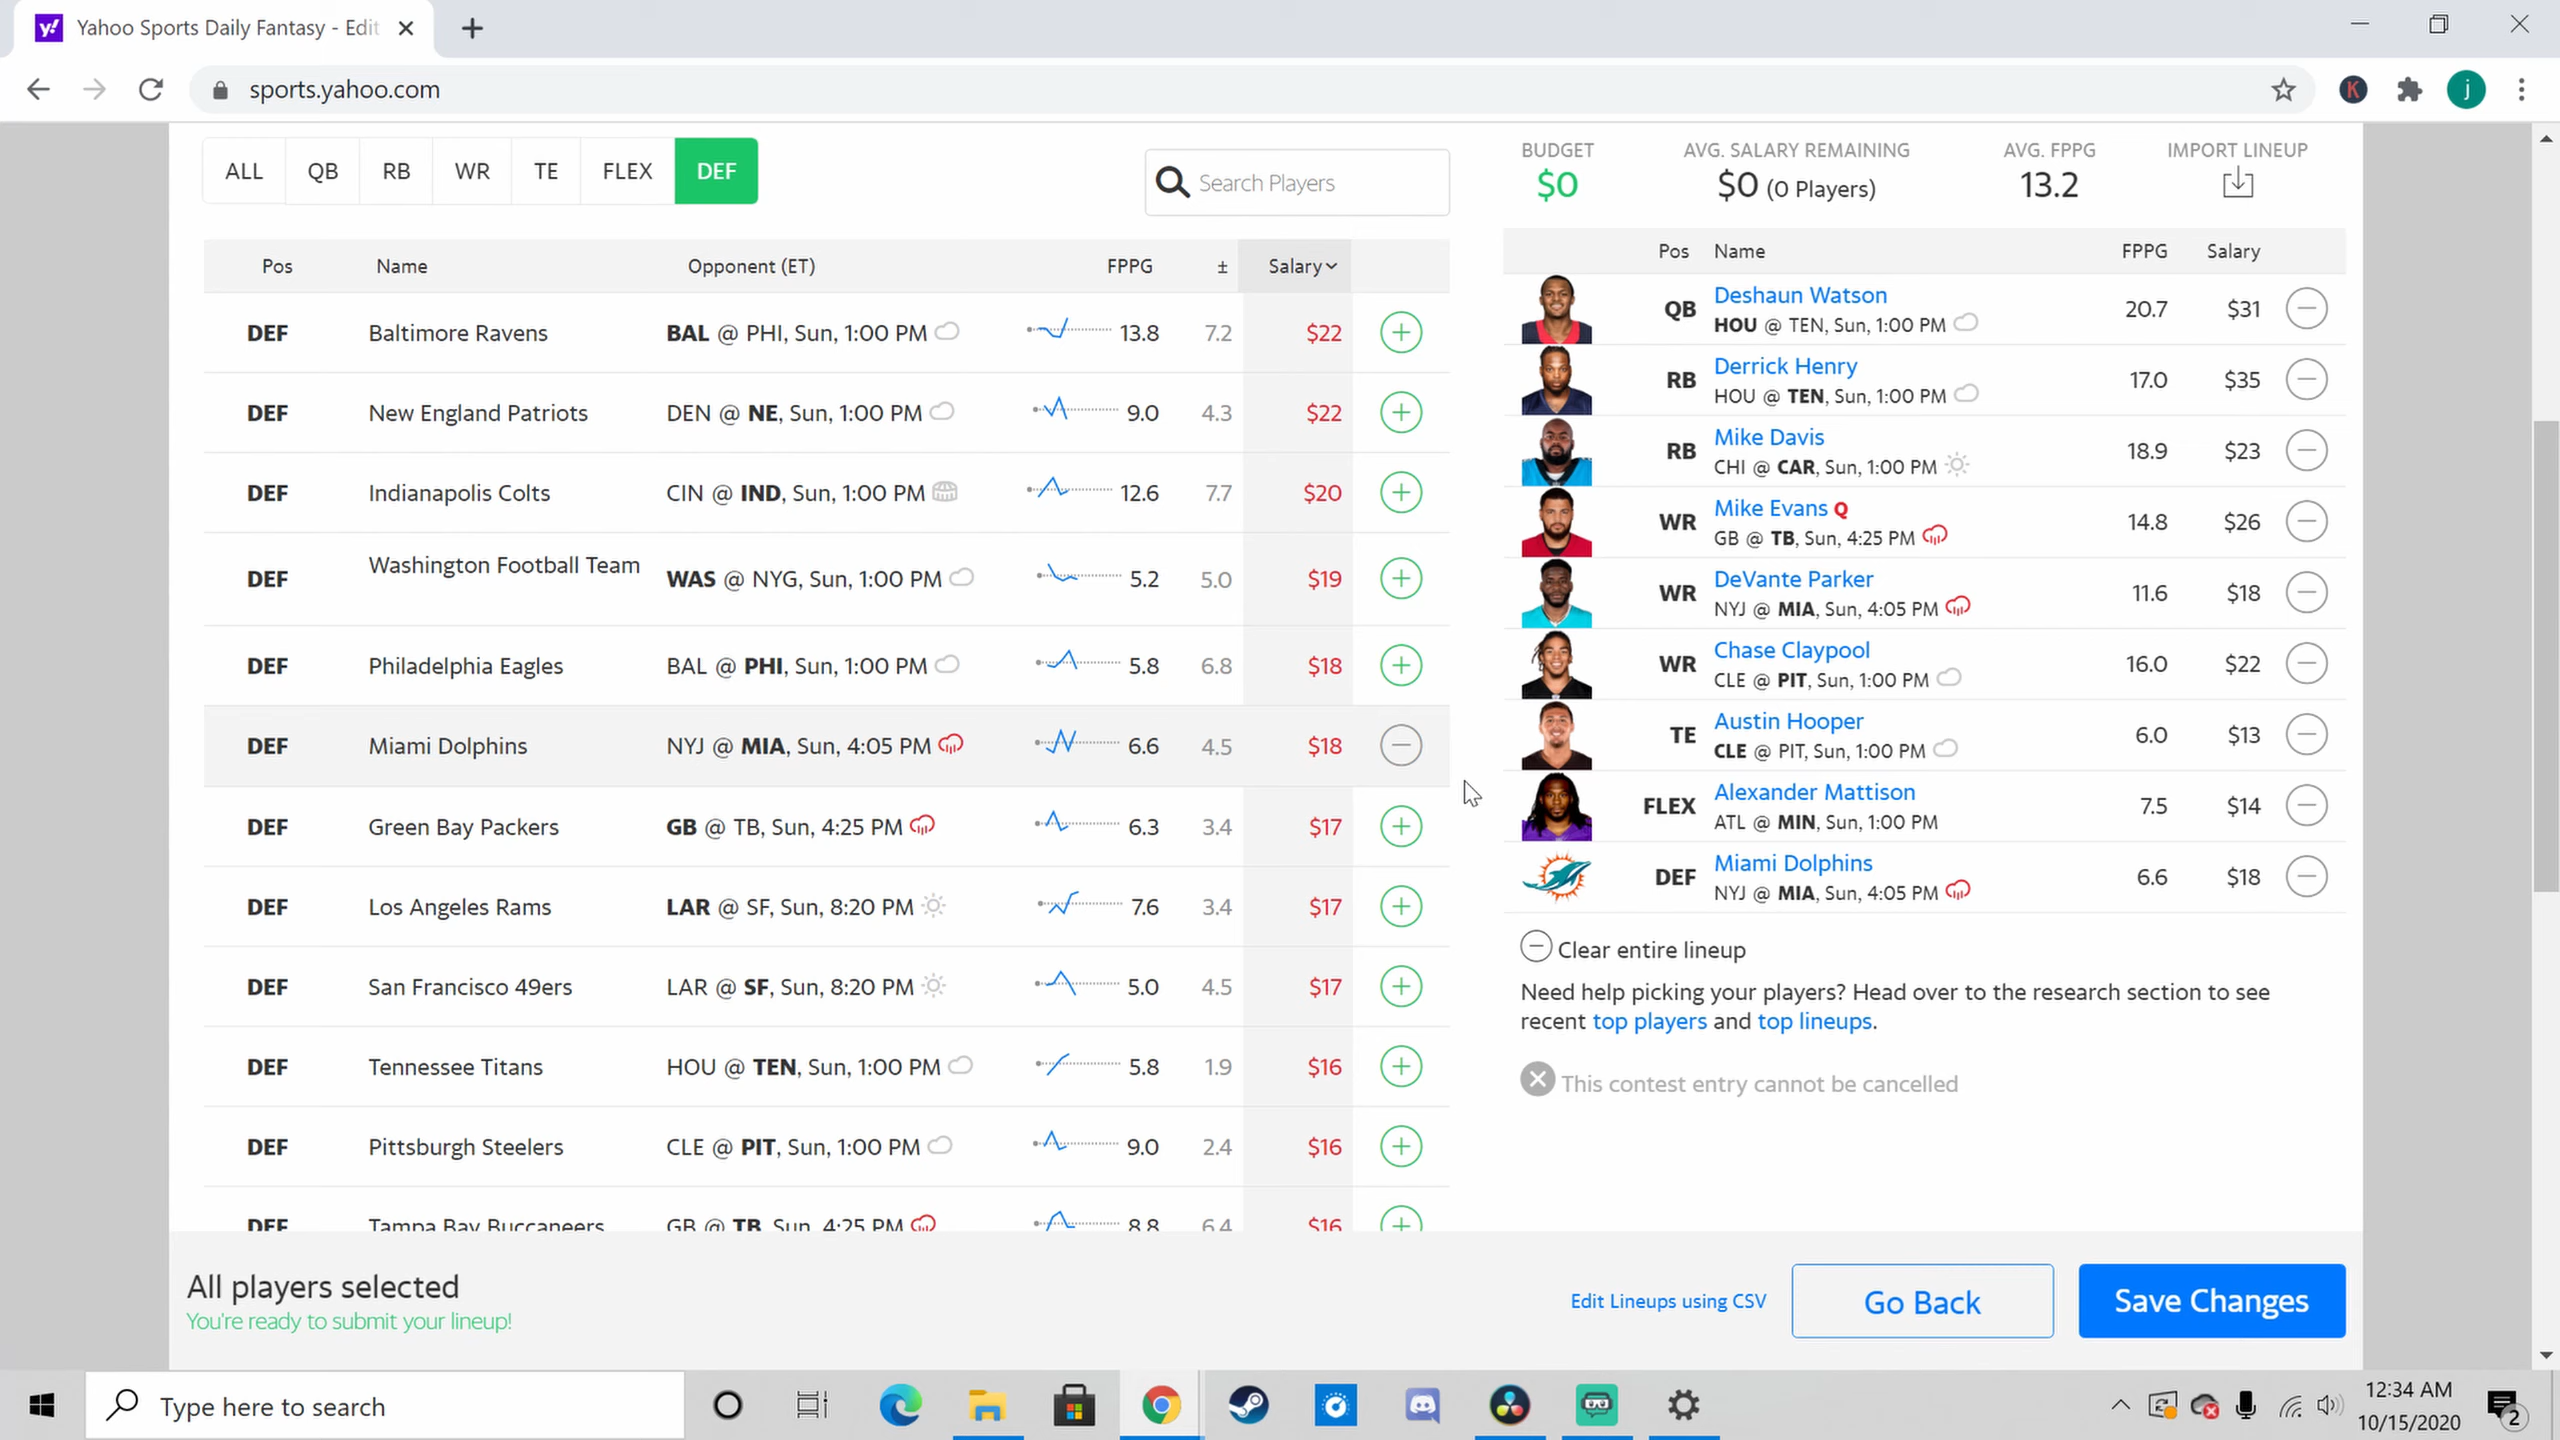 Yahoo Sports Daily Fantasy - Edit
sports.yahoo.com
K
j
ALL QB RB WR TE FLEX DEF
Search Players
Pos Name Opponent (ET) FPPG ± Salary
DEF Baltimore Ravens BAL @ PHI, Sun, 1:00 PM 13.8 7.2 $22
DEF New England Patriots DEN @ NE, Sun, 1:00 PM 9.0 4.3 $22
DEF Indianapolis Colts CIN @ IND, Sun, 1:00 PM 12.6 7.7 $20
DEF Washington Football Team WAS @ NYG, Sun, 1:00 PM 5.2 5.0 $19
DEF Philadelphia Eagles BAL @ PHI, Sun, 1:00 PM 5.8 6.8 $18
DEF Miami Dolphins NYJ @ MIA, Sun, 4:05 PM 6.6 4.5 $18
DEF Green Bay Packers GB @ TB, Sun, 4:25 PM 6.3 3.4 $17
DEF Los Angeles Rams LAR @ SF, Sun, 8:20 PM 7.6 3.4 $17
DEF San Francisco 49ers LAR @ SF, Sun, 8:20 PM 5.0 4.5 $17
DEF Tennessee Titans HOU @ TEN, Sun, 1:00 PM 5.8 1.9 $16
DEF Pittsburgh Steelers CLE @ PIT, Sun, 1:00 PM 9.0 2.4 $16
DEF Tampa Bay Buccaneers GB @ TB, Sun, 4:25 PM 8.8 6.4 $16
BUDGET AVG. SALARY REMAINING AVG. FPPG IMPORT LINEUP
$0 $0 (0 Players) 13.2
Pos Name FPPG Salary
QB Deshaun Watson 20.7 $31
HOU @ TEN, Sun, 1:00 PM
RB Derrick Henry 17.0 $35
HOU @ TEN, Sun, 1:00 PM
RB Mike Davis 18.9 $23
CHI @ CAR, Sun, 1:00 PM
WR Mike Evans Q 14.8 $26
GB @ TB, Sun, 4:25 PM
WR DeVante Parker 11.6 $18
NYJ @ MIA, Sun, 4:05 PM
WR Chase Claypool 16.0 $22
CLE @ PIT, Sun, 1:00 PM
TE Austin Hooper 6.0 $13
CLE @ PIT, Sun, 1:00 PM
FLEX Alexander Mattison 7.5 $14
ATL @ MIN, Sun, 1:00 PM
DEF Miami Dolphins 6.6 $18
NYJ @ MIA, Sun, 4:05 PM
Clear entire lineup
Need help picking your players? Head over to the research section to see
recent top players and top lineups.
This contest entry cannot be cancelled
All players selected
You're ready to submit your lineup!
Edit Lineups using CSV
Go Back
Save Changes
Type here to search
12:34 AM
10/15/2020
2